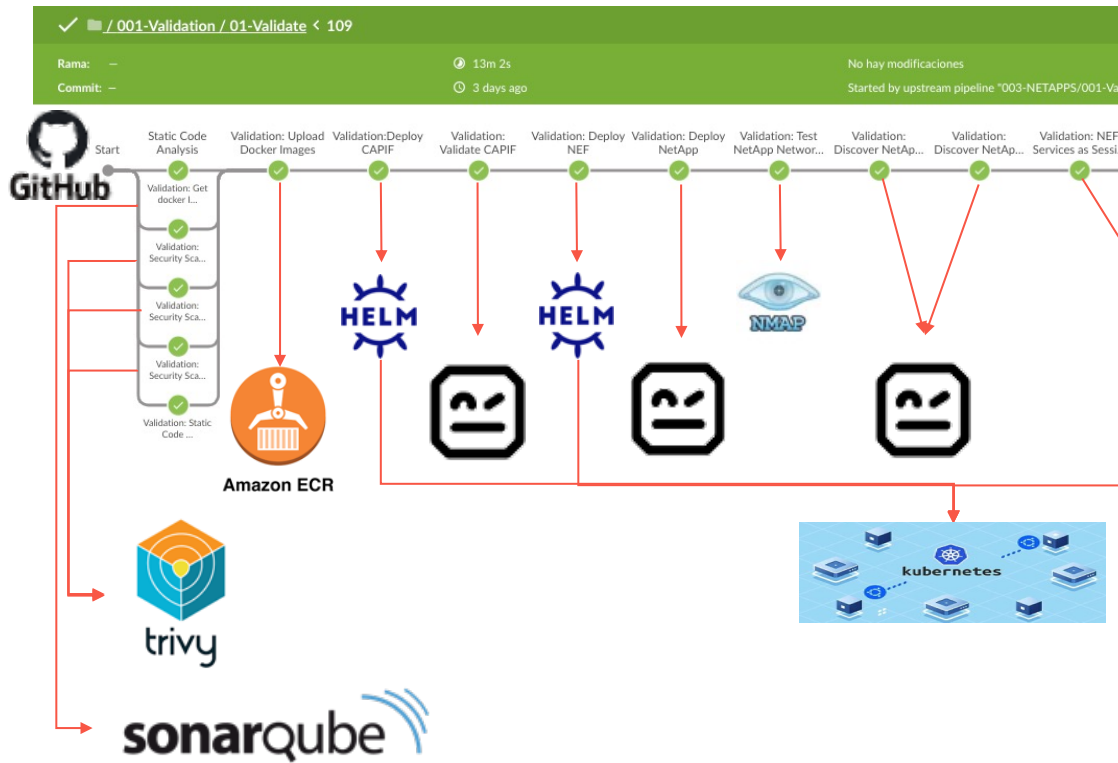 / 001-Validation / 01-Validate < 109
Rama: —
13m 2s
No hay modificaciones
Commit: —
3 days ago
Started by upstream pipeline "003-NETAPPS/001-Va
GitHub
Start
Static Code
Analysis
Validation: Upload
Docker Images
Validation:Deploy
CAPIF
Validation:
Validate CAPIF
Validation: Deploy
NEF
Validation: Deploy
NetApp
Validation: Test
NetApp Networ...
Validation:
Discover NetAp...
Validation:
Discover NetAp...
Validation: NEF
Services as Sessi...
Validation: Get
docker I...
Validation:
Security Sca...
Validation:
Security Sca...
Validation:
Security Sca...
Validation: Static
Code ...
HELM
HELM
NMAP
Amazon ECR
kubernetes
trivy
sonarqube